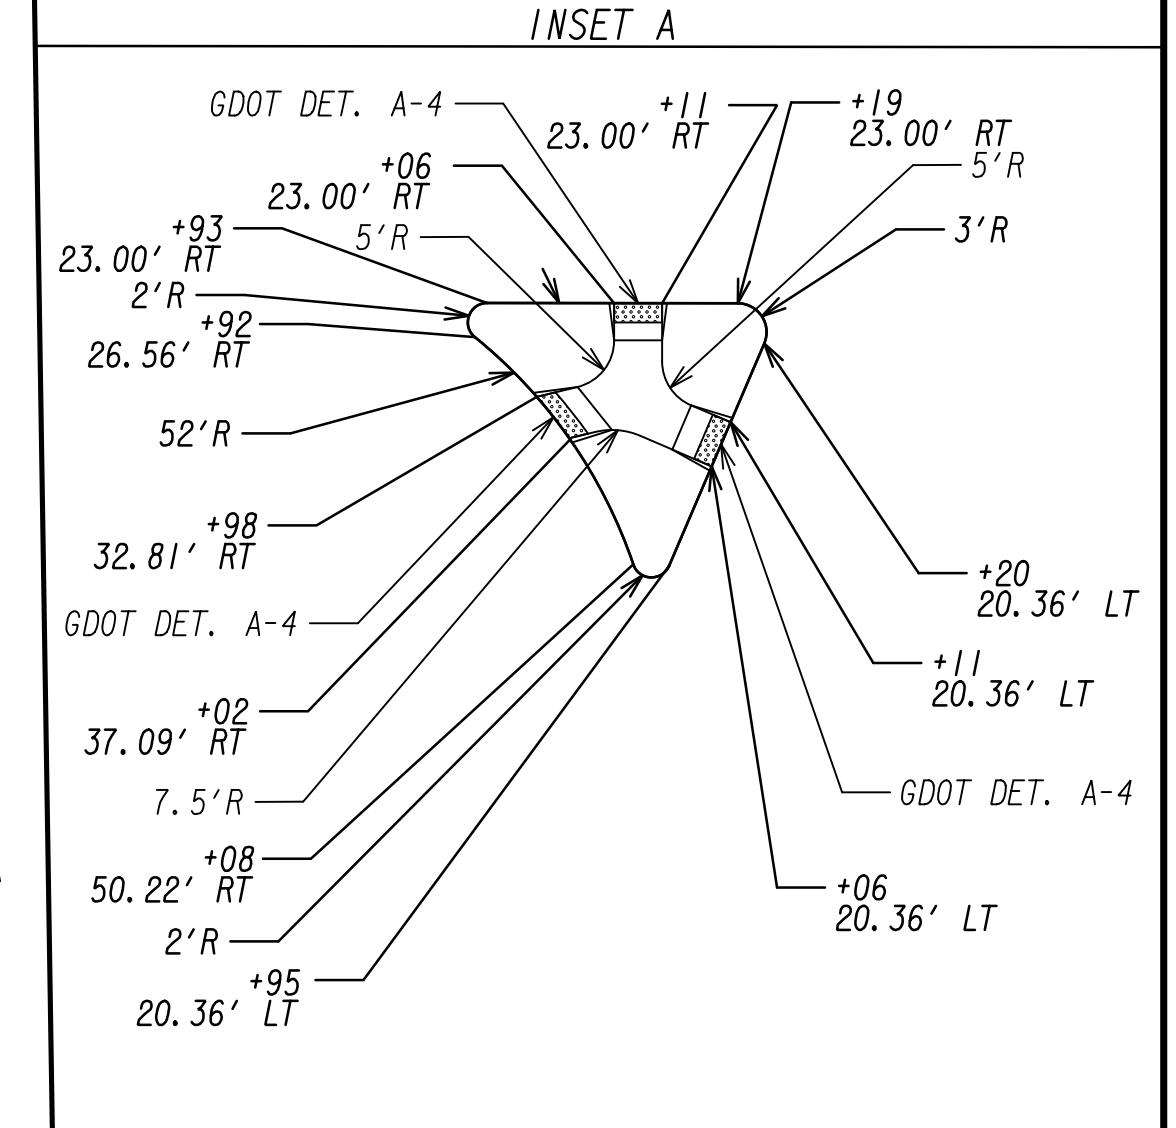 INSET A
GDOT DET. A-4
+11
23.00' RT
+19
23.00' RT
5'R
+06
23.00' RT
3'R
+93
23.00' RT
5'R
2'R
+92
26.56' RT
52'R
+98
32.81' RT
+20
20.36' LT
GDOT DET. A-4
+11
20.36' LT
+02
37.09' RT
7.5'R
GDOT DET. A-4
+08
50.22' RT
+06
20.36' LT
2'R
+95
20.36' LT